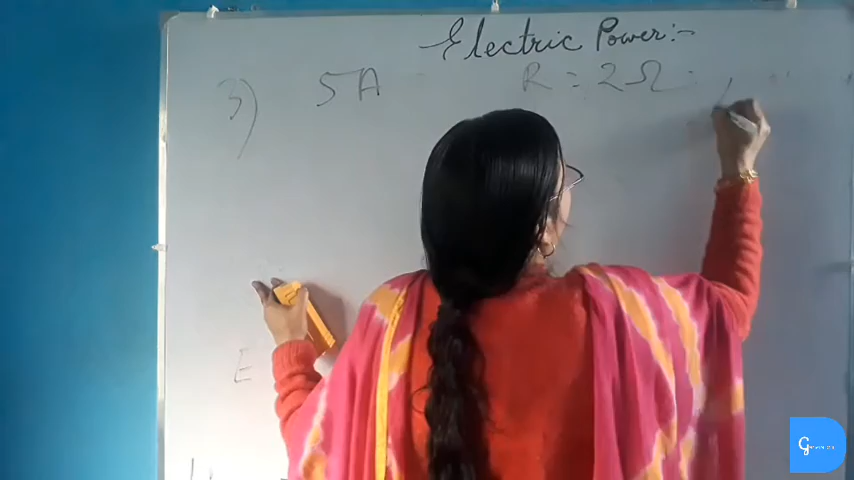 Electric Power :-
3) 5A R = 2Ω
E